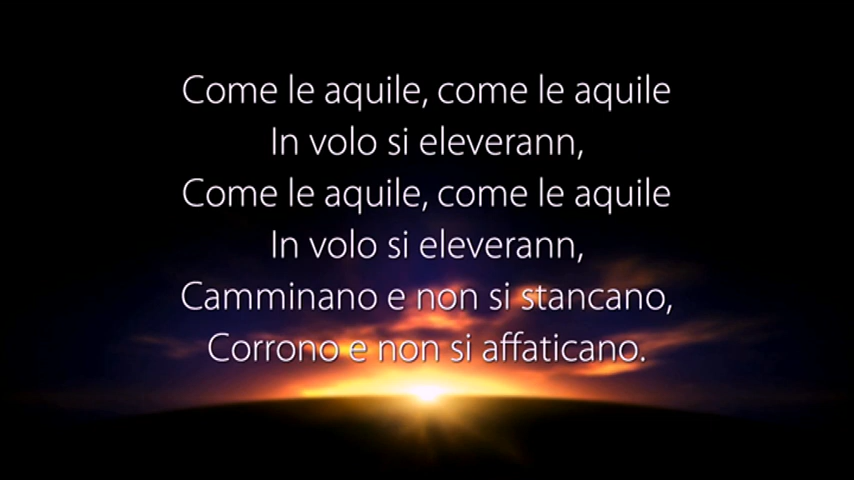 Come le aquile, come le aquile
In volo si eleverann,
Come le aquile, come le aquile
In volo si eleverann,
Camminano e non si stancano,
Corrono e non si affaticano.